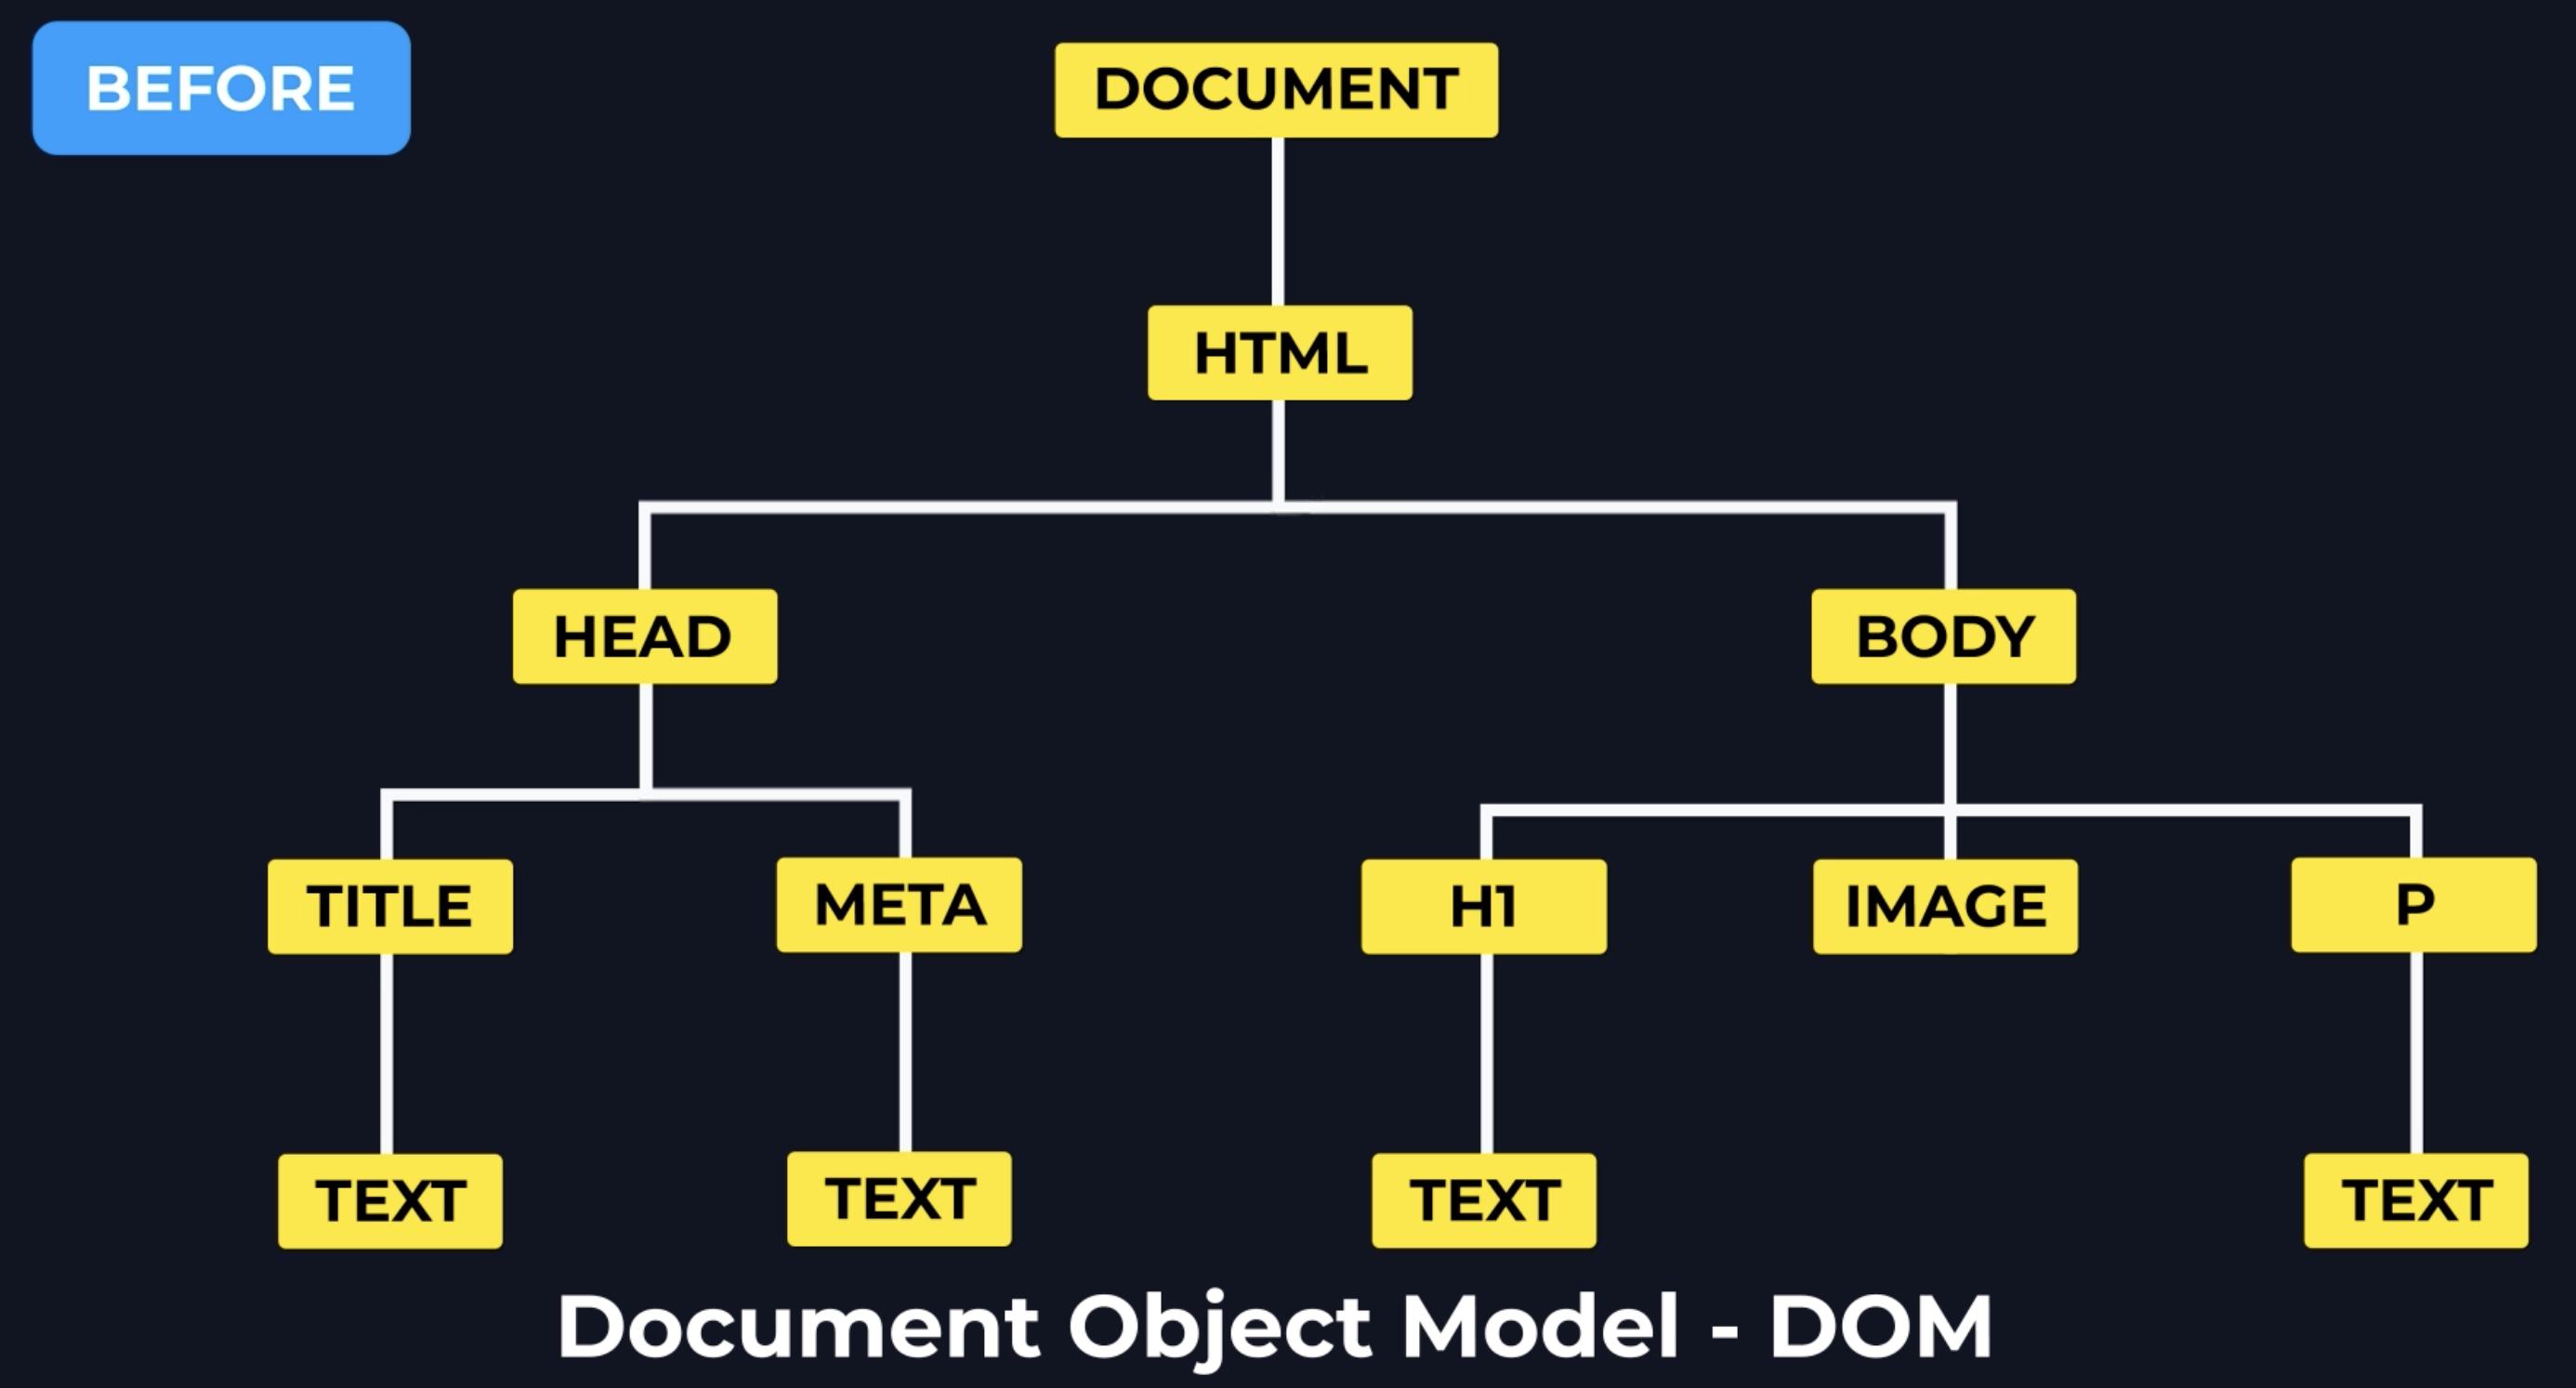 BEFORE
DOCUMENT
HTML
HEAD
BODY
TITLE
META
H1
IMAGE
P
TEXT
TEXT
TEXT
TEXT
Document Object Model - DOM